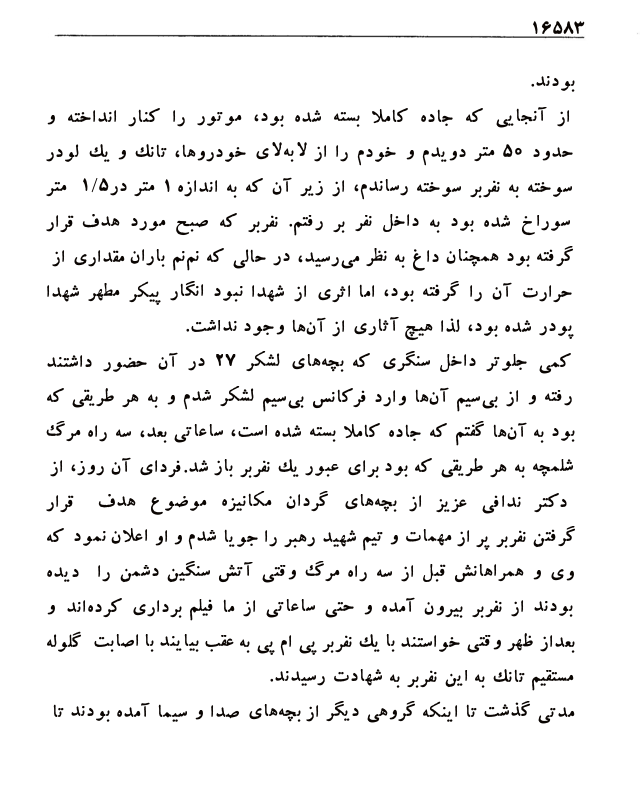 ۱۶۵۸۳
بودند.
از آنجایی که جاده کاملا بسته شده بود، موتور را کنار انداخته و
حدود ۵۰ متر دویدم و خودم را از لابه‌لای خودروها، تانك و یك لودر
سوخته به نفربر سوخته رساندم، از زیر آن که به اندازه ۱ متر در۱/۵ متر
سوراخ شده بود به داخل نفر بر رفتم. نفربر که صبح مورد هدف قرار
گرفته بود همچنان داغ به نظر می‌رسید، در حالی که نم‌نم باران مقداری از
حرارت آن را گرفته بود، اما اثری از شهدا نبود انگار پیکر مطهر شهدا
پودر شده بود، لذا هیچ آثاری از آن‌ها وجود نداشت.
کمی جلوتر داخل سنگری که بچه‌های لشکر ۲۷ در آن حضور داشتند
رفته و از بی‌سیم آن‌ها وارد فرکانس بی‌سیم لشکر شدم و به هر طریقی که
بود به آن‌ها گفتم که جاده کاملا بسته شده است، ساعاتی بعد، سه راه مرگ
شلمچه به هر طریقی که بود برای عبور یك نفربر باز شد.فردای آن روز، از
دکتر ندافی عزیز از بچه‌های گردان مکانیزه موضوع هدف قرار
گرفتن نفربر پر از مهمات و تیم شهید رهبر را جویا شدم و او اعلان نمود که
وی و همراهانش قبل از سه راه مرگ وقتی آتش سنگین دشمن را دیده
بودند از نفربر بیرون آمده و حتی ساعاتی از ما فیلم برداری کرده‌اند و
بعداز ظهر وقتی خواستند با یك نفربر پی ام پی به عقب بیایند با اصابت گلوله
مستقیم تانك به این نفربر به شهادت رسیدند.
مدتی گذشت تا اینکه گروهی دیگر از بچه‌های صدا و سیما آمده بودند تا